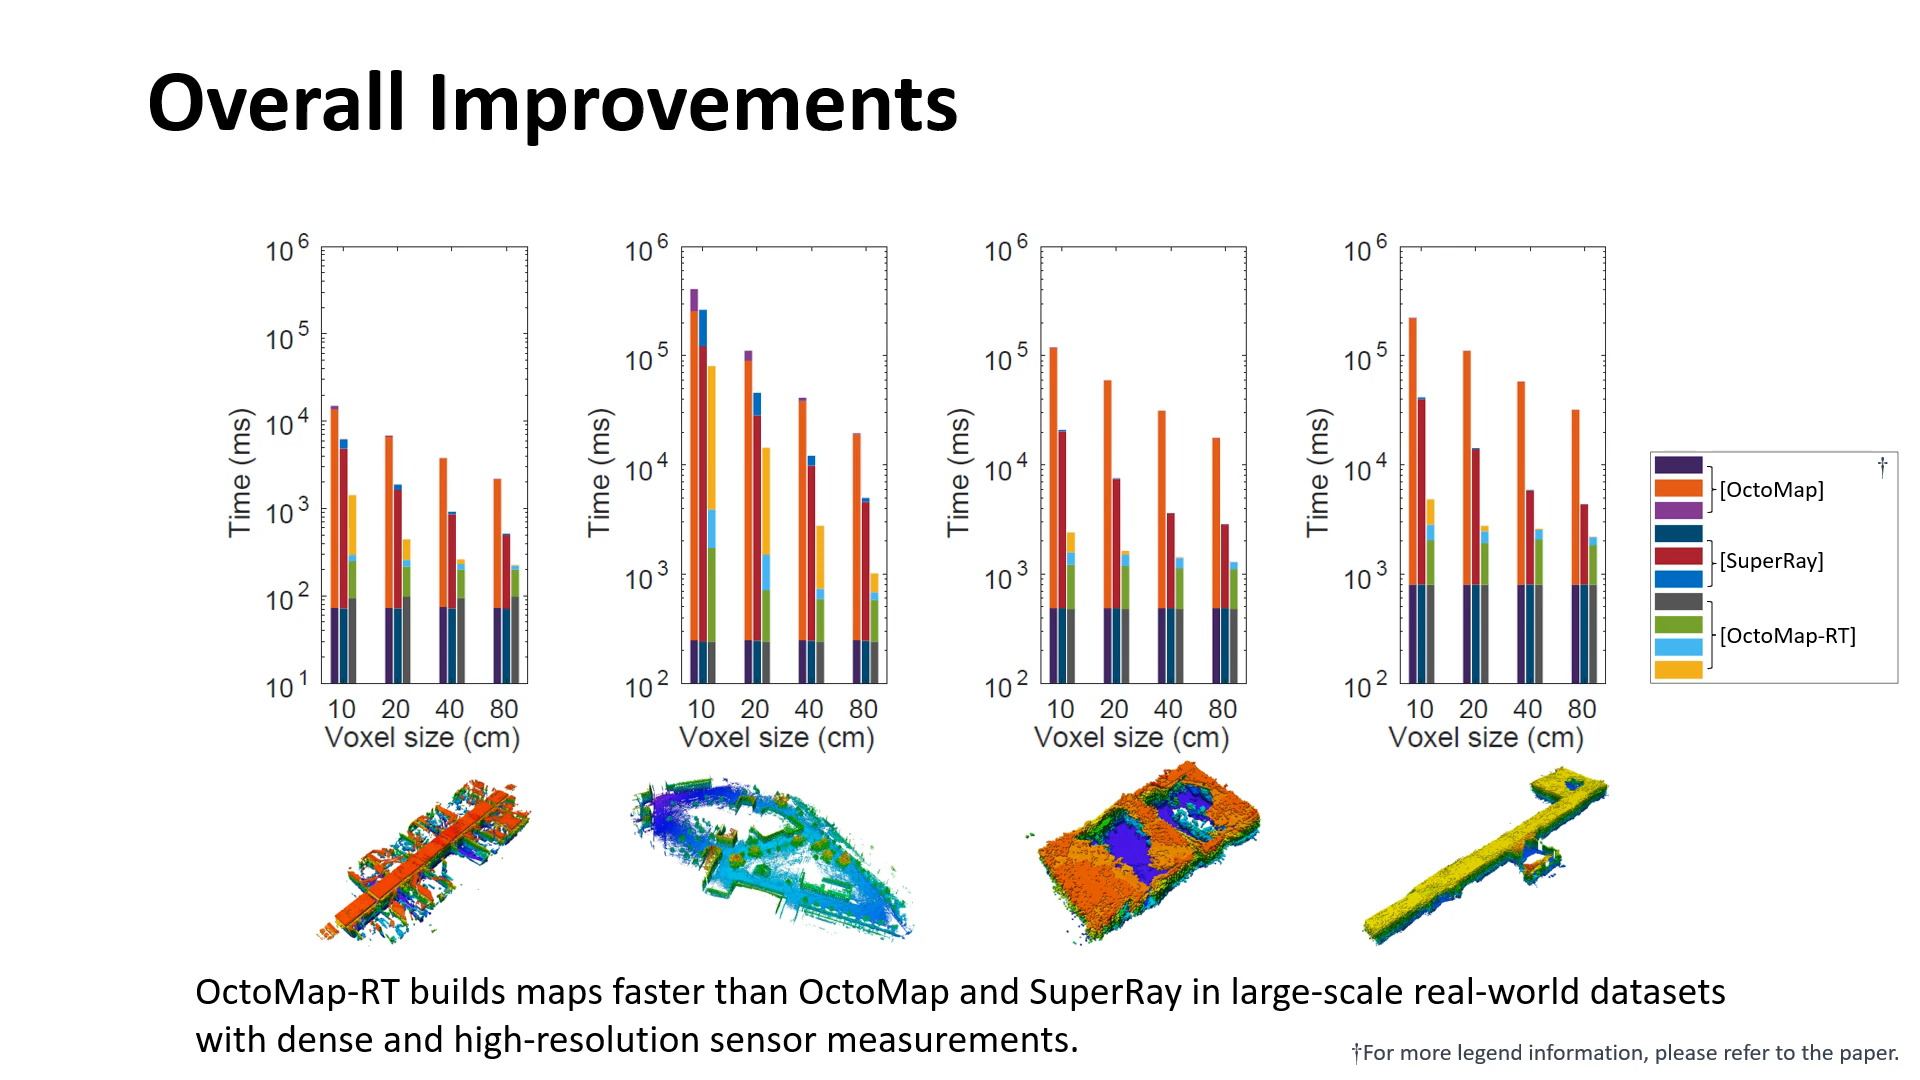 Overall Improvements
10^6
10^5
10^4
10^3
10^2
10^1
Time (ms)
10 20 40 80
Voxel size (cm)
10^6
10^5
10^4
10^3
10^2
Time (ms)
10 20 40 80
Voxel size (cm)
10^6
10^5
10^4
10^3
10^2
Time (ms)
10 20 40 80
Voxel size (cm)
10^6
10^5
10^4
10^3
10^2
Time (ms)
10 20 40 80
Voxel size (cm)
†
[OctoMap]
[SuperRay]
[OctoMap-RT]
OctoMap-RT builds maps faster than OctoMap and SuperRay in large-scale real-world datasets
with dense and high-resolution sensor measurements.
†For more legend information, please refer to the paper.